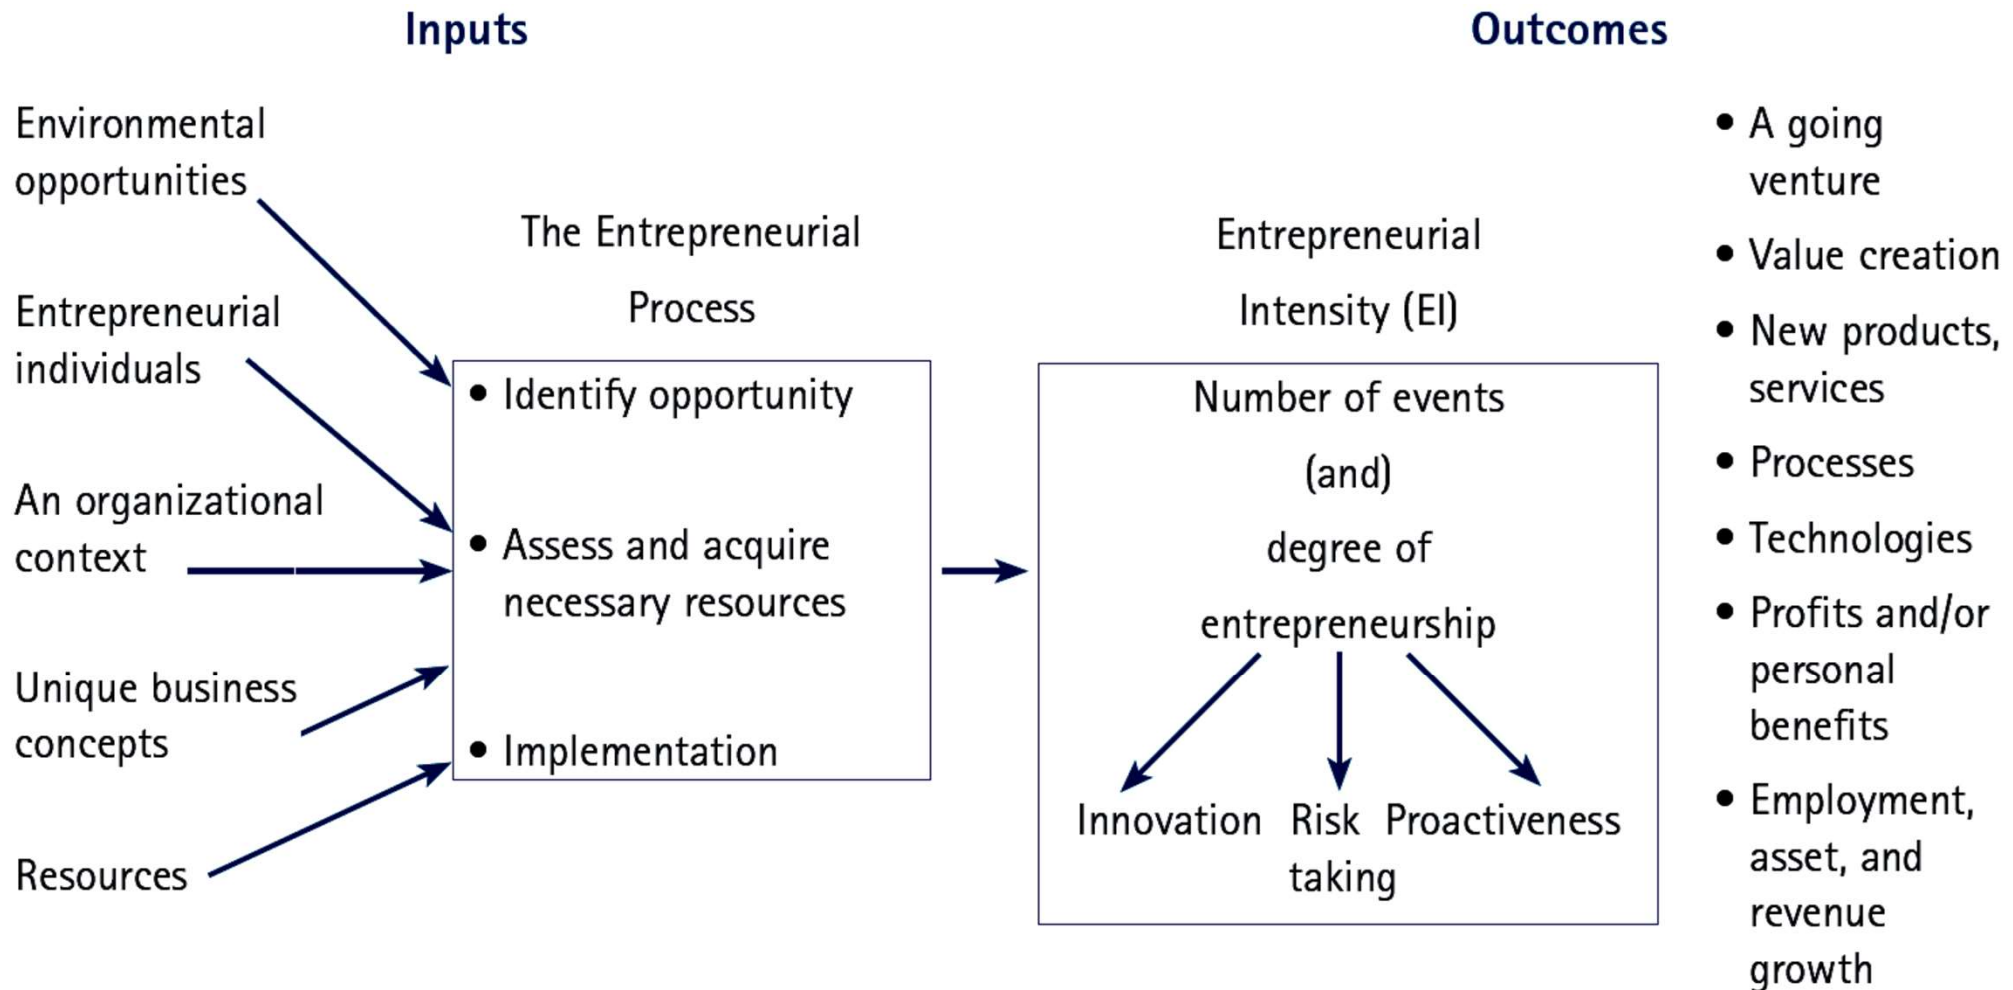 Inputs
Outcomes
Environmental
opportunities
Entrepreneurial
individuals
An organizational
context
Unique business
concepts
Resources
The Entrepreneurial
Process
• Identify opportunity
• Assess and acquire
necessary resources
• Implementation
Entrepreneurial
Intensity (EI)
Number of events
(and)
degree of
entrepreneurship
Innovation Risk Proactiveness
taking
• A going
venture
• Value creation
• New products,
services
• Processes
• Technologies
• Profits and/or
personal
benefits
• Employment,
asset, and
revenue
growth